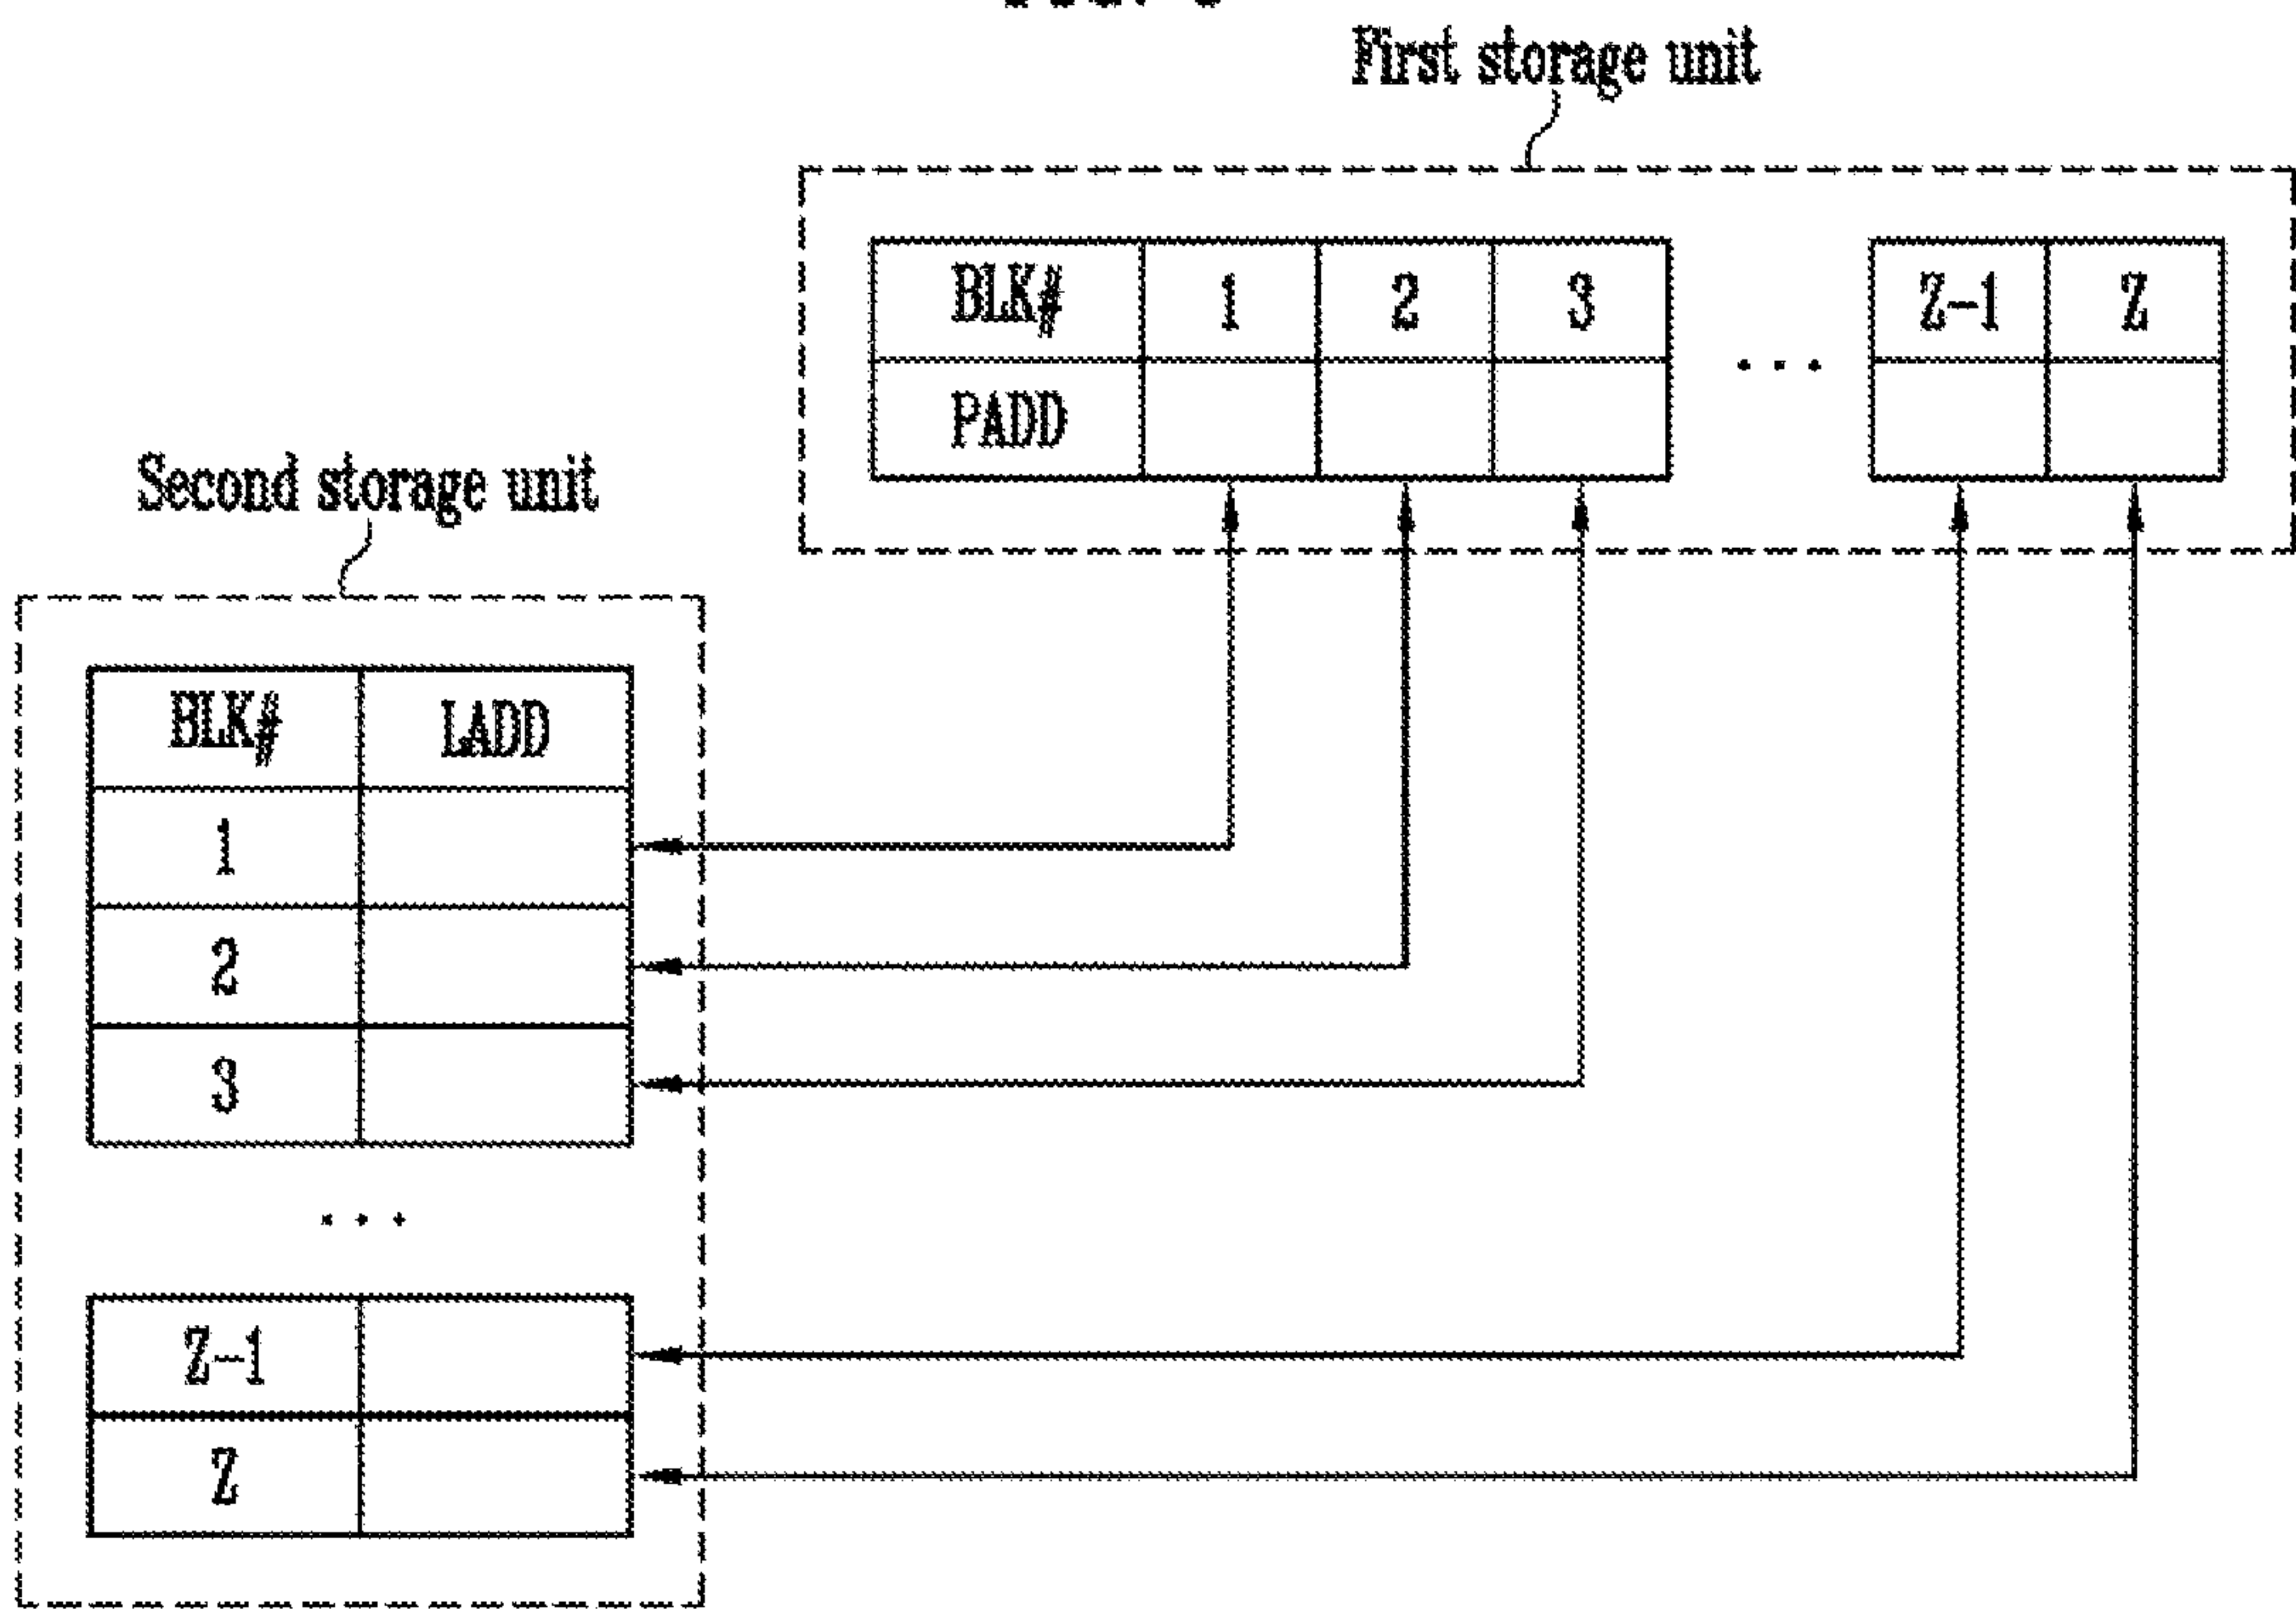 First storage unit
BLK# 1 2 3 ... Z-1 Z
PADD
Second storage unit
BLK# LADD
1
2
3
...
Z-1
Z